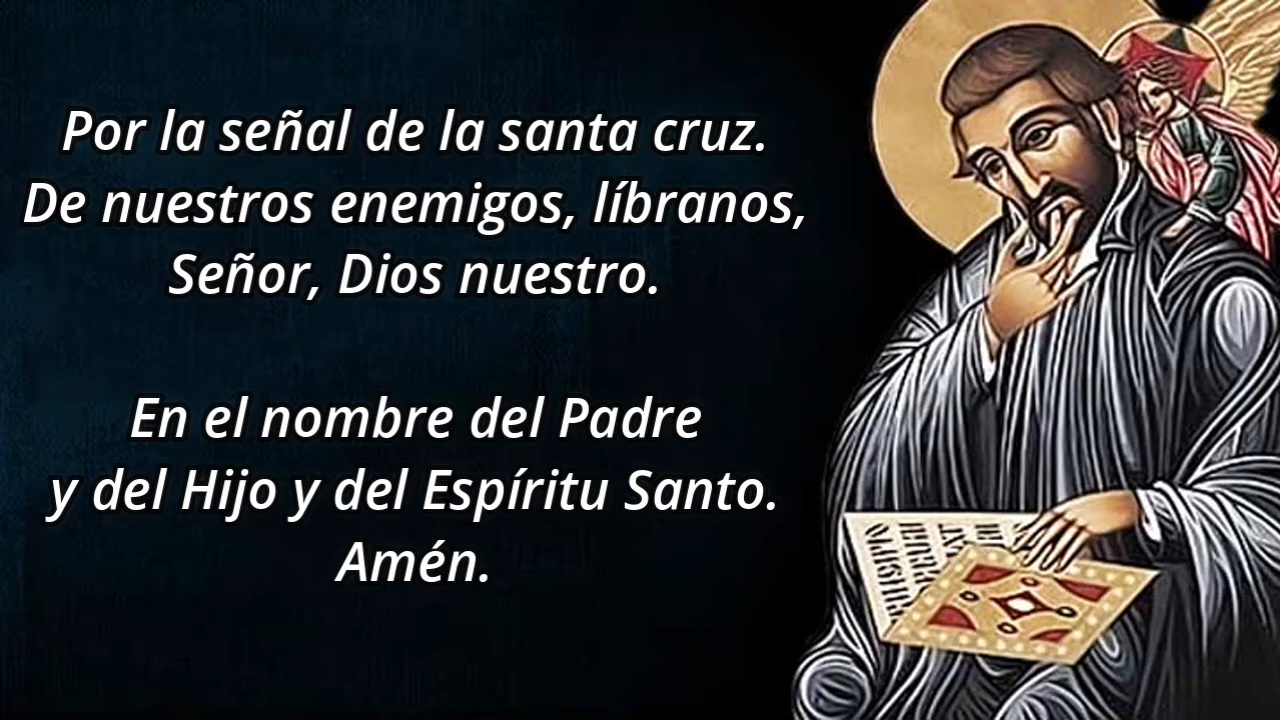 Por la señal de la santa cruz.
De nuestros enemigos, líbranos,
Señor, Dios nuestro.
En el nombre del Padre
y del Hijo y del Espíritu Santo.
Amén.